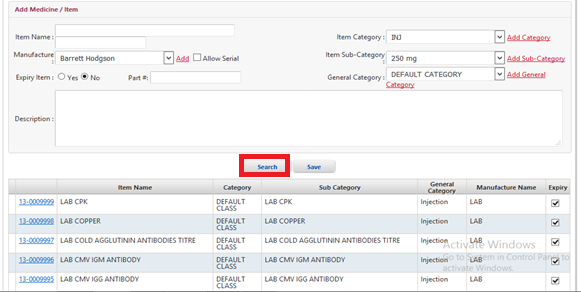 Add Medicine / Item
Item Name :
Item Category : INJ Add Category
Manufacture : Barrett Hodgson Add Allow Serial
Item Sub-Category : 250 mg Add Sub-Category
Expiry Item : Yes No Part #:
General Category : DEFAULT CATEGORY Add General Category
Description :
Search Save
Item Name Category Sub Category General Category Manufacture Name Expiry
13-0009999 LAB CPK DEFAULT CLASS LAB CPK Injection LAB
13-0009998 LAB COPPER DEFAULT CLASS LAB COPPER Injection LAB
13-0009997 LAB COLD AGGLUTININ ANTIBODIES TITRE DEFAULT CLASS LAB COLD AGGLUTININ ANTIBODIES TITRE Injection LAB
13-0009996 LAB CMV IGM ANTIBODY DEFAULT CLASS LAB CMV IGM ANTIBODY Injection LAB
13-0009995 LAB CMV IGG ANTIBODY DEFAULT CLASS LAB CMV IGG ANTIBODY Injection LAB
Activate Windows
Go to System in Control Panel to
activate Windows.